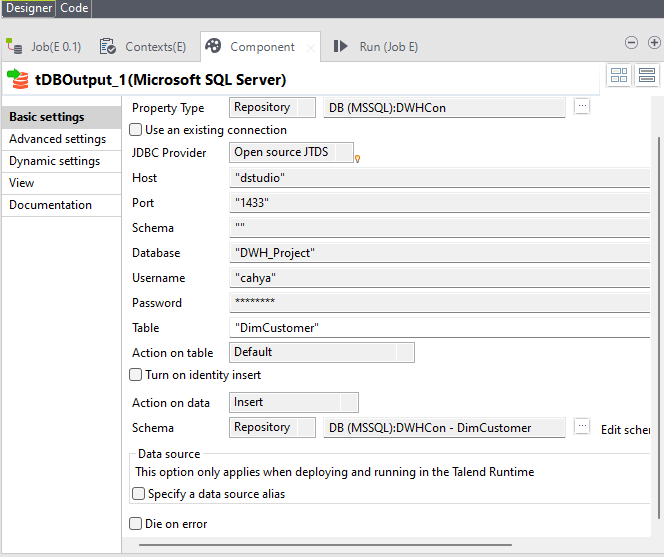 Designer Code
Job(E 0.1) Contexts(E) Component Run (Job E)
tDBOutput_1(Microsoft SQL Server)
Basic settings
Advanced settings
Dynamic settings
View
Documentation
Property Type Repository DB (MSSQL):DWHCon ...
Use an existing connection
JDBC Provider Open source JTDS
Host "dstudio"
Port "1433"
Schema ""
Database "DWH_Project"
Username "cahya"
Password ********
Table "DimCustomer"
Action on table Default
Turn on identity insert
Action on data Insert
Schema Repository DB (MSSQL):DWHCon - DimCustomer ... Edit schem
Data source
This option only applies when deploying and running in the Talend Runtime
Specify a data source alias
Die on error